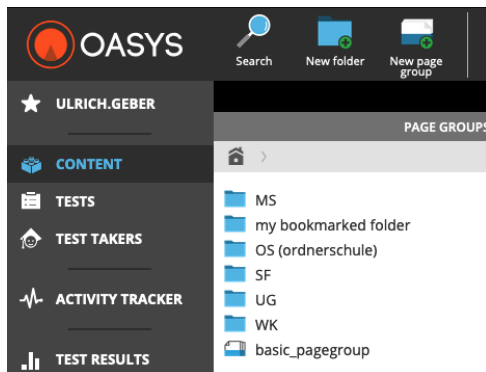 OASYS
Search
New folder
New page
group
ULRICH.GEBER
CONTENT
TESTS
TEST TAKERS
ACTIVITY TRACKER
TEST RESULTS
PAGE GROUPS
MS
my bookmarked folder
OS (ordnerschule)
SF
UG
WK
basic_pagegroup